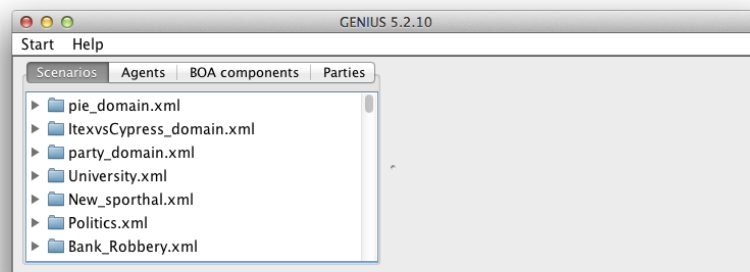 GENIUS 5.2.10
Start Help
Scenarios Agents BOA components Parties
pie_domain.xml
ItexvsCypress_domain.xml
party_domain.xml
University.xml
New_sporthal.xml
Politics.xml
Bank_Robbery.xml